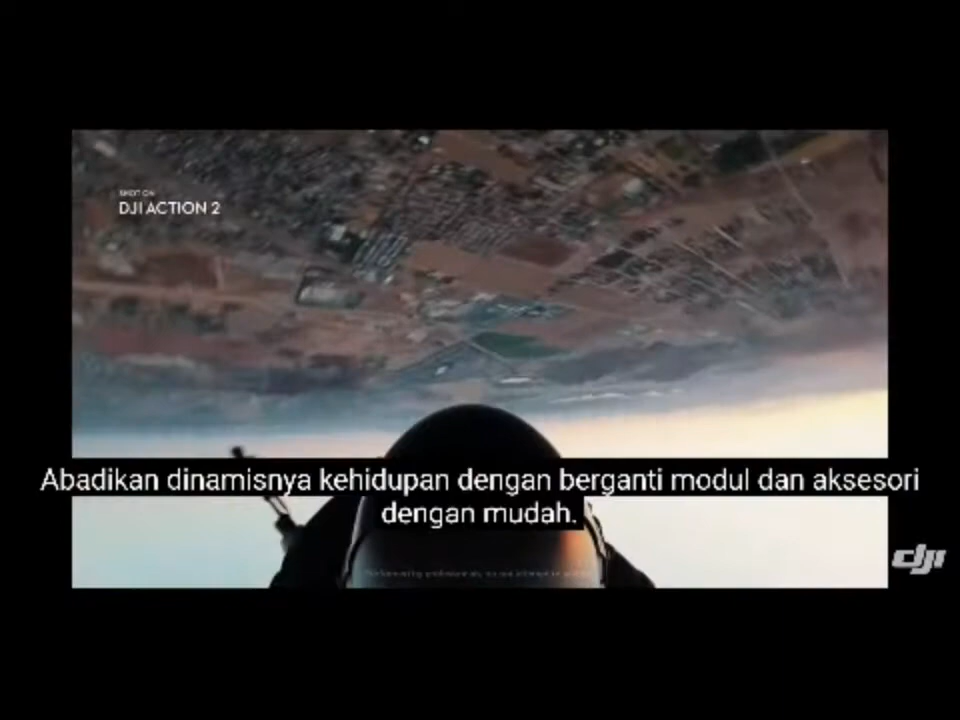 SHOT ON
DJI ACTION 2
Abadikan dinamisnya kehidupan dengan berganti modul dan aksesori
dengan mudah.
dji